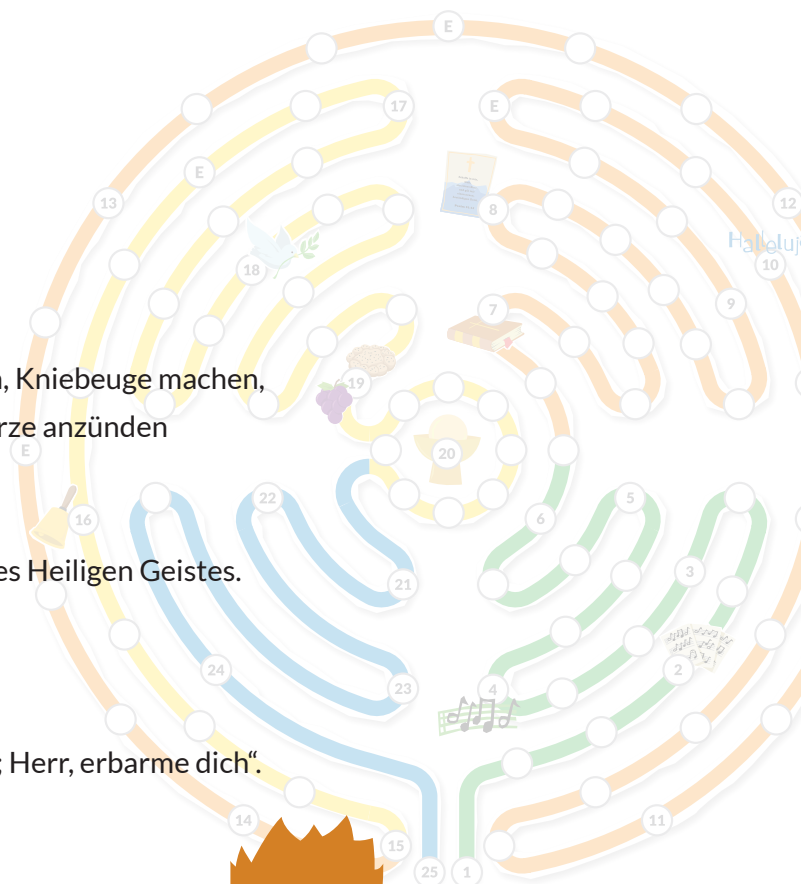 E
17
E
E
13
8
12
Halleluj
10
18
9
7
n, Kniebeuge machen,
19
rze anzünden
E
20
22
5
16
6
es Heiligen Geistes.
3
21
24
2
23
4
; Herr, erbarme dich“.
14
11
15
25
1